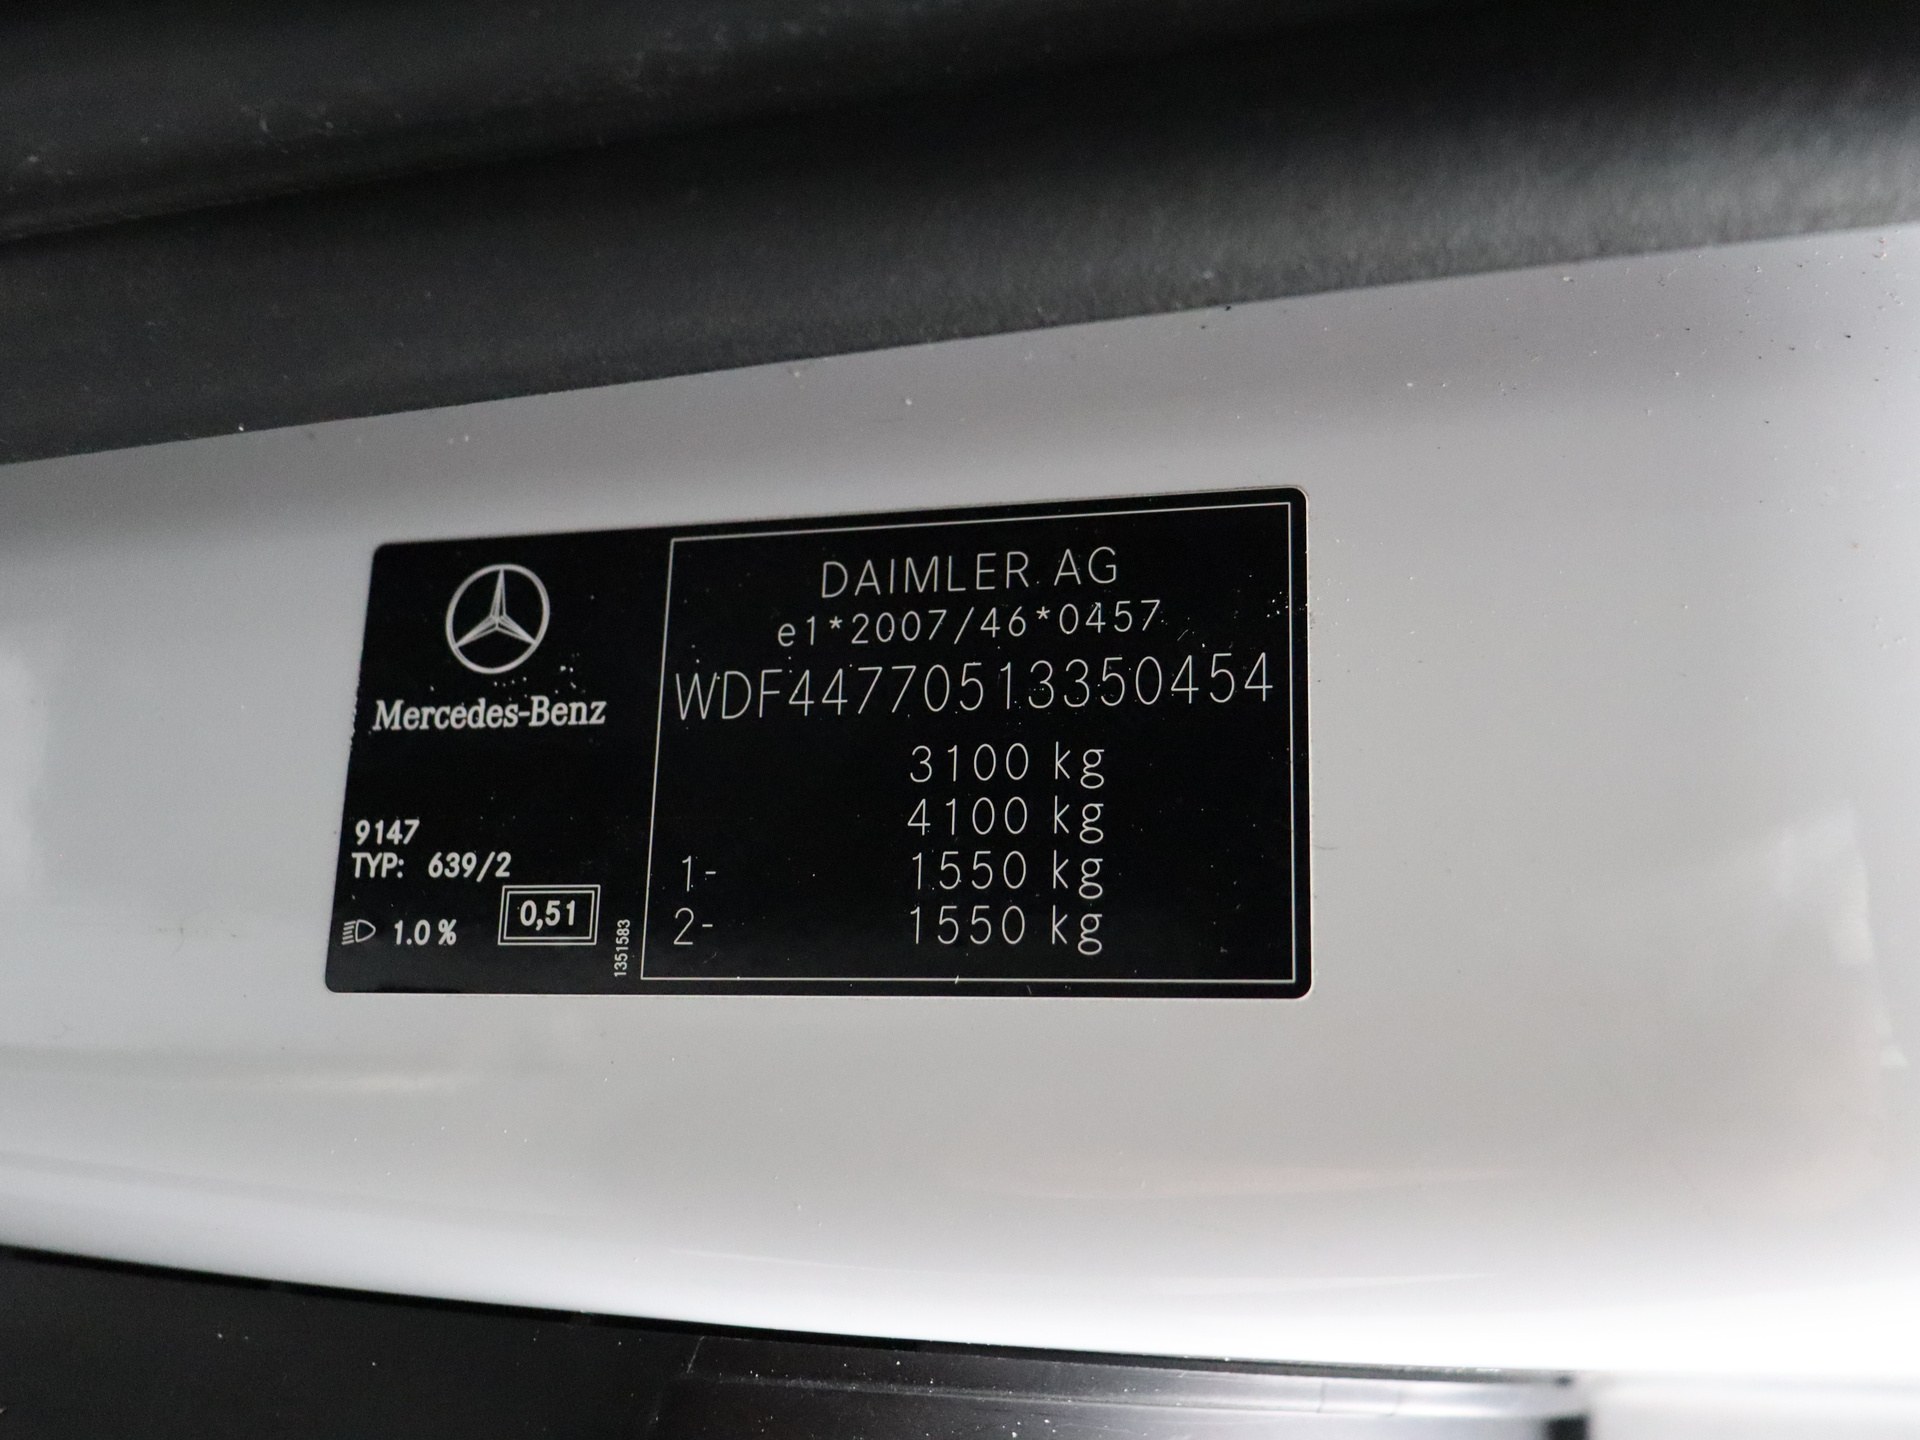 Mercedes-Benz
9147
TYP: 639/2
1.0 %
0,51
1351583
DAIMLER AG
e1*2007/46*0457
WDF44770513350454
3100 kg
4100 kg
1- 1550 kg
2- 1550 kg